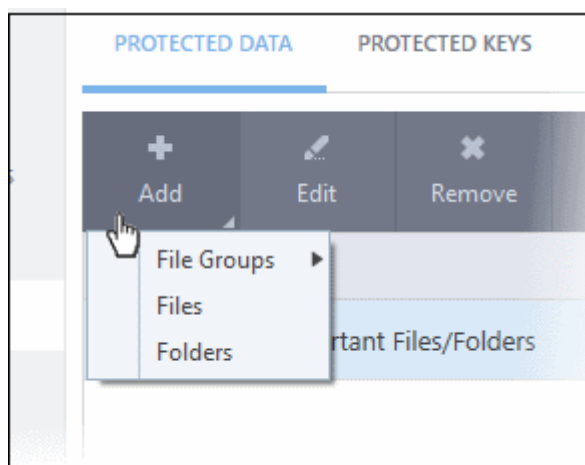 PROTECTED DATA PROTECTED KEYS
Add Edit Remove
File Groups
Files
Folders
rtant Files/Folders